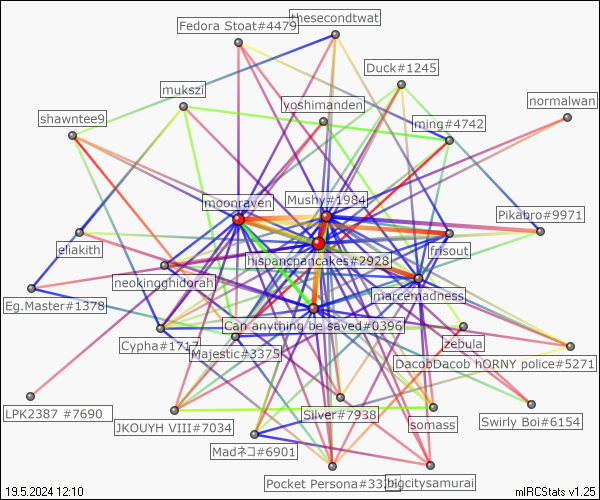 thesecondtwat
Fedora Stoat#4479
Duck#1245
mukszi
yoshimanden
normalwan
shawntee9
ming#4742
moonraven
Mushy#1984
Pikabro#9971
eliakith
frisout
hispancpancakes#2928
neokingghidorah
marcemadness
Eg.Master#1378
Can anything be saved#0396
Cypha#1717
zebula
Majestic#3375
DacobDacob hORNY police#5271
LPK2387 #7690
Silver#7938
somass
Swirly Boi#6154
JKOUYH VIII#7034
Madネコ#6901
Pocket Persona#332
bigcitysamurai
19.5.2024 12:10
mIRCStats v1.25